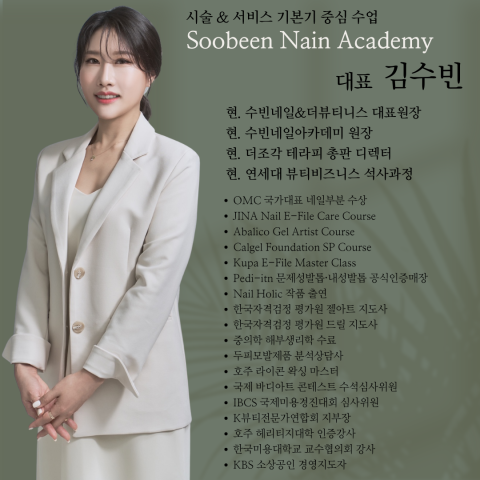 시술 & 서비스 기본기 중심 수업
Soobeen Nain Academy
대표 김수빈
현. 수빈네일&더뷰티니스 대표원장
현. 수빈네일아카데미 원장
현. 더조각 테라피 총판 디렉터
현. 연세대 뷰티비즈니스 석사과정
• OMC 국가대표 네일부분 수상
• JINA Nail E-File Care Course
• Abalico Gel Artist Course
• Calgel Foundation SP Course
• Kupa E-File Master Class
• Pedi-itn 문제성발톱·내성발톱 공식인증매장
• Nail Holic 작품 출연
• 한국자격검정 평가원 젤아트 지도사
• 한국자격검정 평가원 드릴 지도사
• 중의학 해부생리학 수료
• 두피모발제품 분석상담사
• 호주 라이콘 왁싱 마스터
• 국제 바디아트 콘테스트 수석심사위원
• IBCS 국제미용경진대회 심사위원
• K뷰티전문가연합회 지부장
• 호주 헤리티지대학 인증강사
• 한국미용대학교 교수협의회 강사
• KBS 소상공인 경영지도자